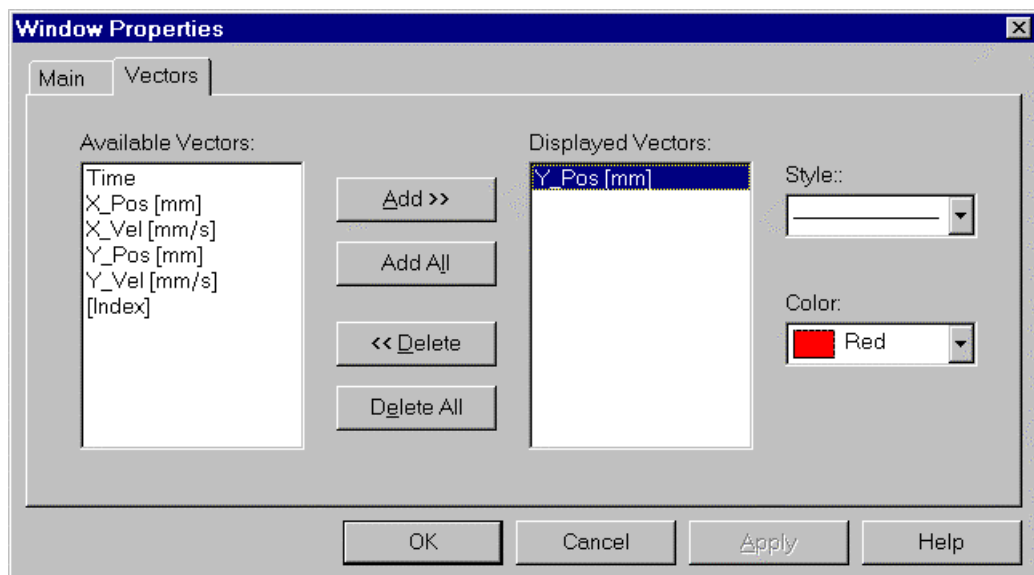 Window Properties
Main
Vectors
Available Vectors:
Time
X_Pos [mm]
X_Vel [mm/s]
Y_Pos [mm]
Y_Vel [mm/s]
[Index]
Add >>
Add All
<< Delete
Delete All
Displayed Vectors:
Y_Pos [mm]
Style::
Color:
Red
OK
Cancel
Apply
Help